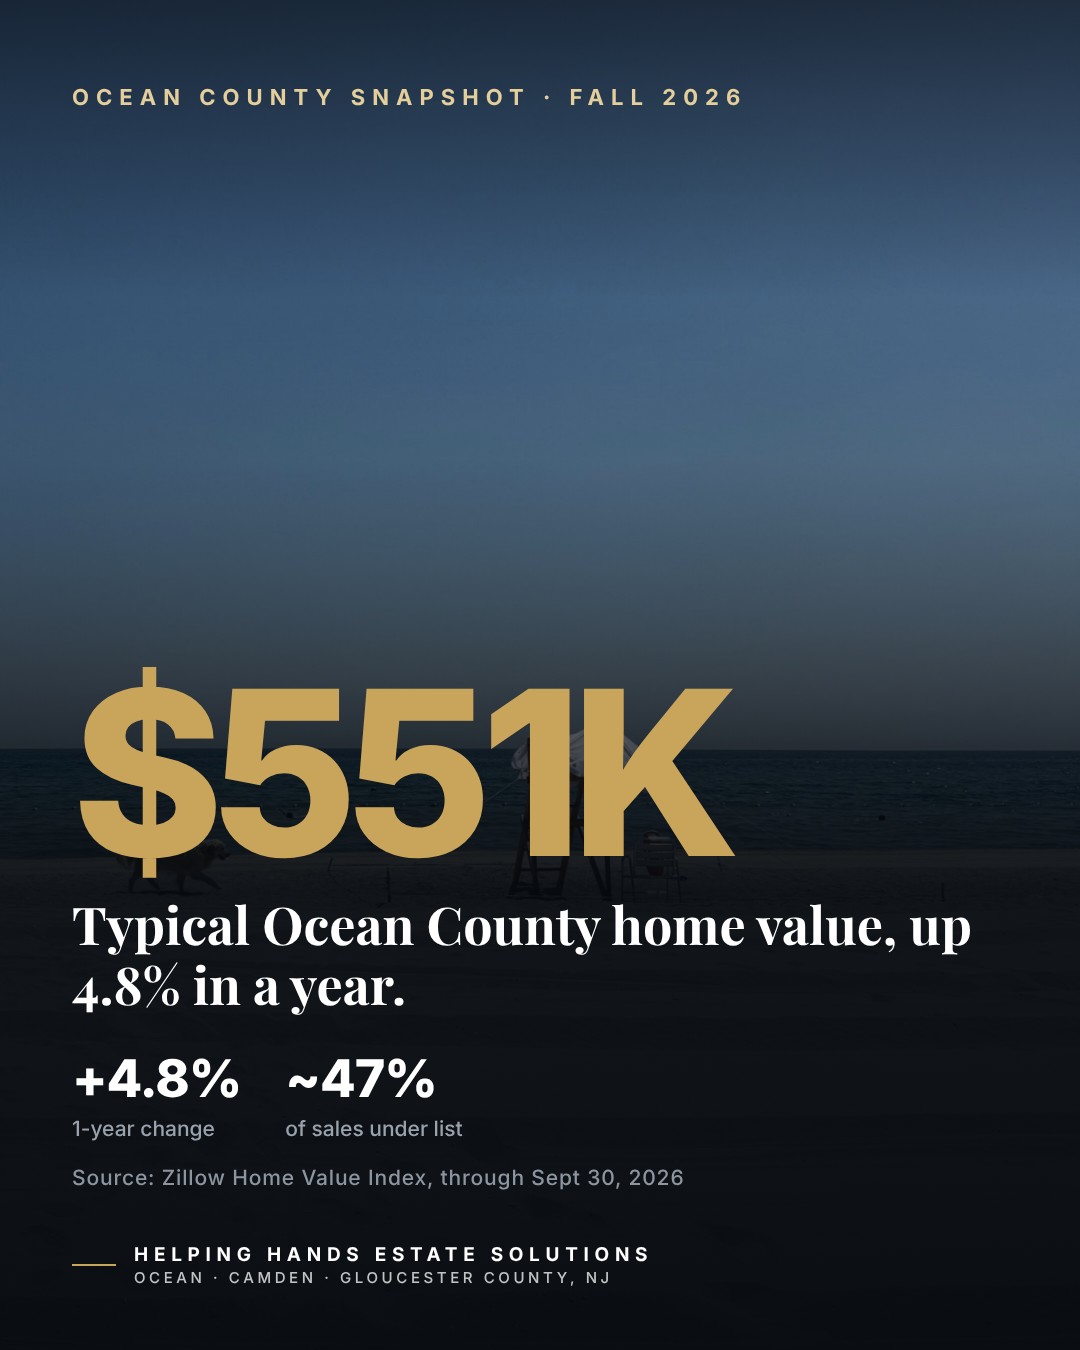 OCEAN COUNTY SNAPSHOT · FALL 2026
$551K
Typical Ocean County home value, up
4.8% in a year.
+4.8% ~47%
1-year change of sales under list
Source: Zillow Home Value Index, through Sept 30, 2026
HELPING HANDS ESTATE SOLUTIONS
OCEAN · CAMDEN · GLOUCESTER COUNTY, NJ